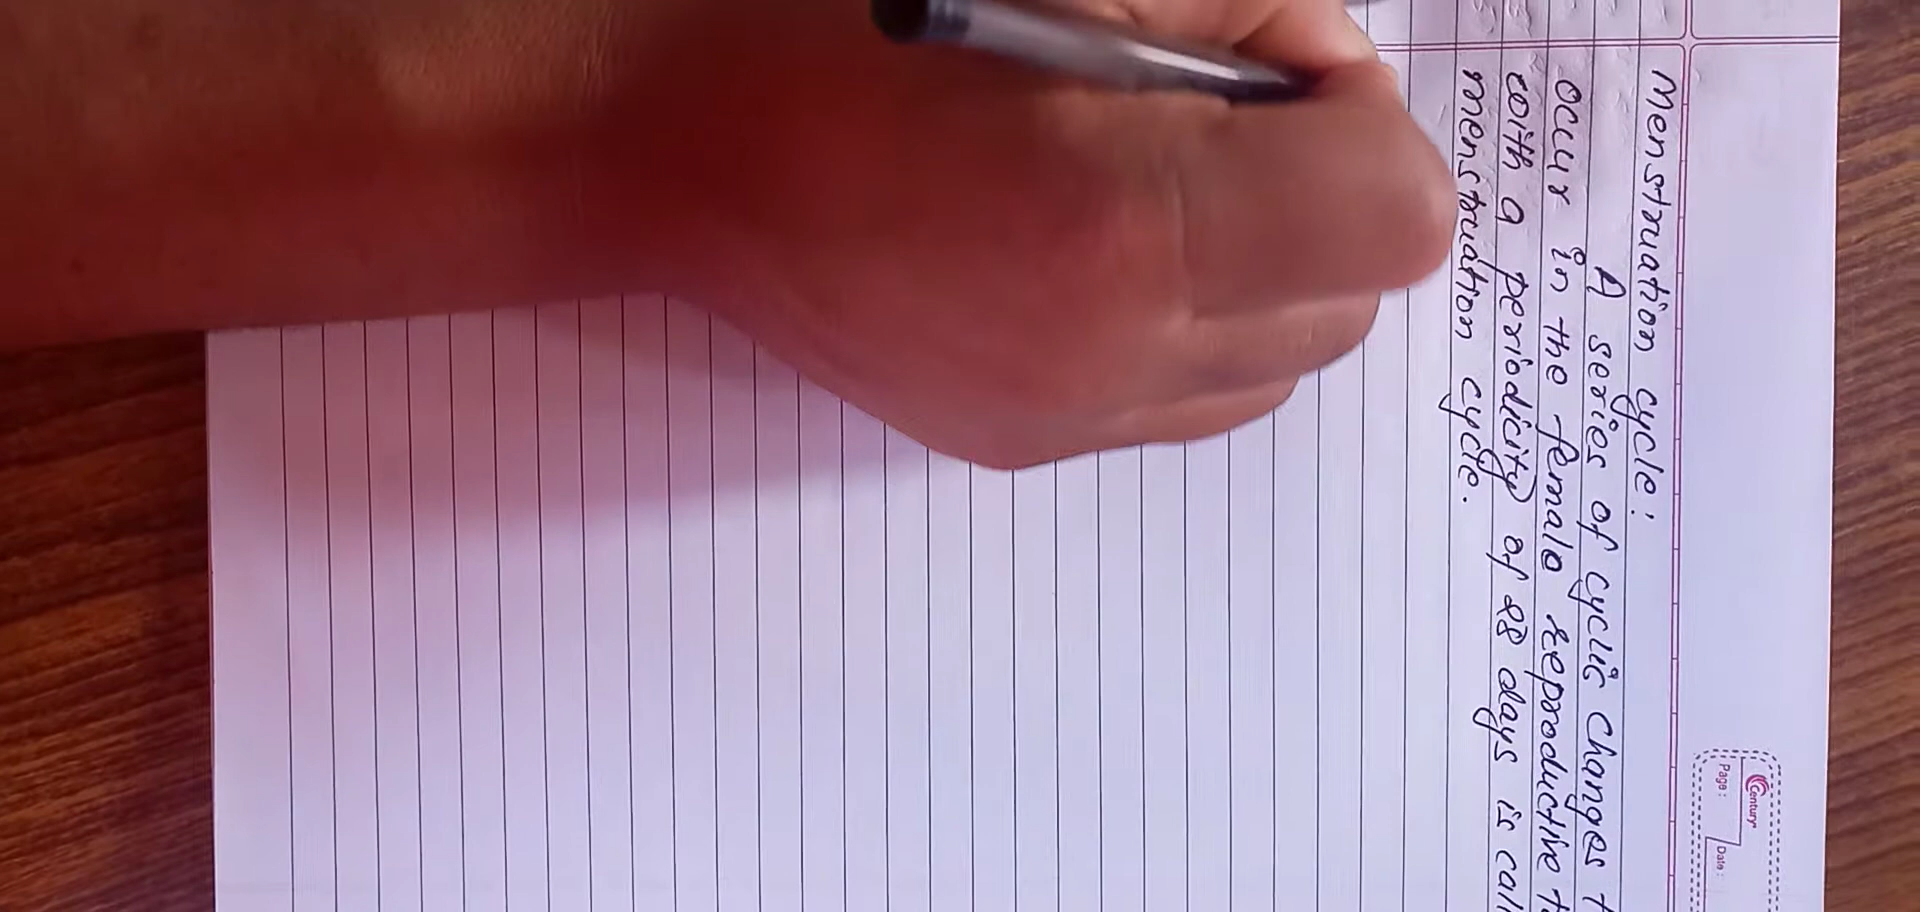 Century
Page :
Date :
Menstruation cycle:
A series of cyclic changes
occur in the female reproductive
with a periodicity of 28 days is
menstruation cycle.